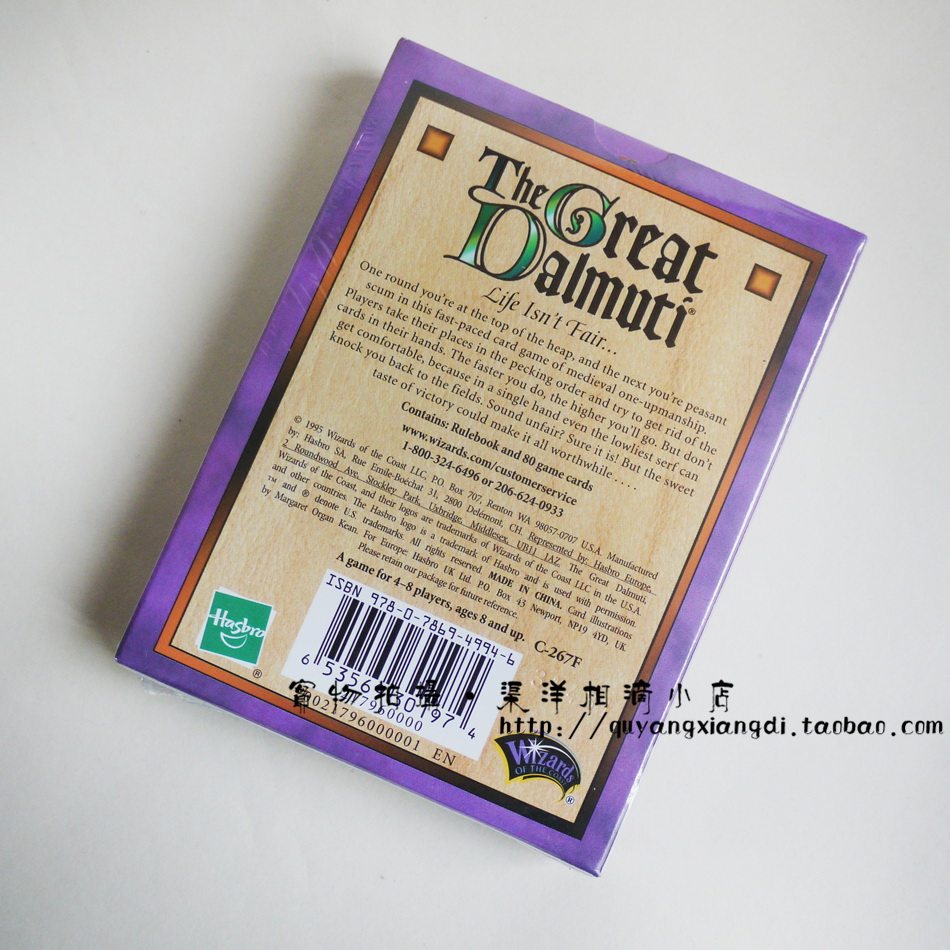 The Great
Dalmuti®
Life Isn't Fair...
One round you're at the top of the heap, and the next you're peasant
scum in this fast-paced card game of medieval one-upmanship.
Players take their places in the pecking order and try to get rid of the
cards in their hands. The faster you do, the higher you'll go. But don't
get comfortable, because in a single hand even the lowliest serf can
knock you back to the fields. Sound unfair? Sure it is! But the sweet
taste of victory could make it all worthwhile . . . .
Contains: Rulebook and 80 game cards
www.wizards.com/customerservice
1-800-324-6496 or 206-624-0933
© 1995 Wizards of the Coast LLC, P.O. Box 707, Renton WA 98057-0707 U.S.A. Manufactured
by: Hasbro SA, Rue Emile-Boéchat 31, 2800 Delémont, CH. Represented by: Hasbro Europe,
2 Roundwood Ave, Stockley Park, Uxbridge, Middlesex, UB11 1AZ. The Great Dalmuti,
Wizards of the Coast, and their logos are trademarks of Wizards of the Coast LLC in the U.S.A.
and other countries. The Hasbro logo is a trademark of Hasbro and is used with permission.
™ and ® denote U.S. trademarks. All rights reserved. MADE IN CHINA. Card illustrations
by Margaret Organ Kean. For Europe: Hasbro UK Ltd. P.O. Box 43 Newport, NP19 4YD, UK.
Please retain our package for future reference.
A game for 4-8 players, ages 8 and up. C-267F
Hasbro
®
ISBN 978-0-7869-4994-6
EN
Wizards
OF THE COAST
®
實物拍攝·渠洋相滴小店
http://quyangxiangdi.taobao.com